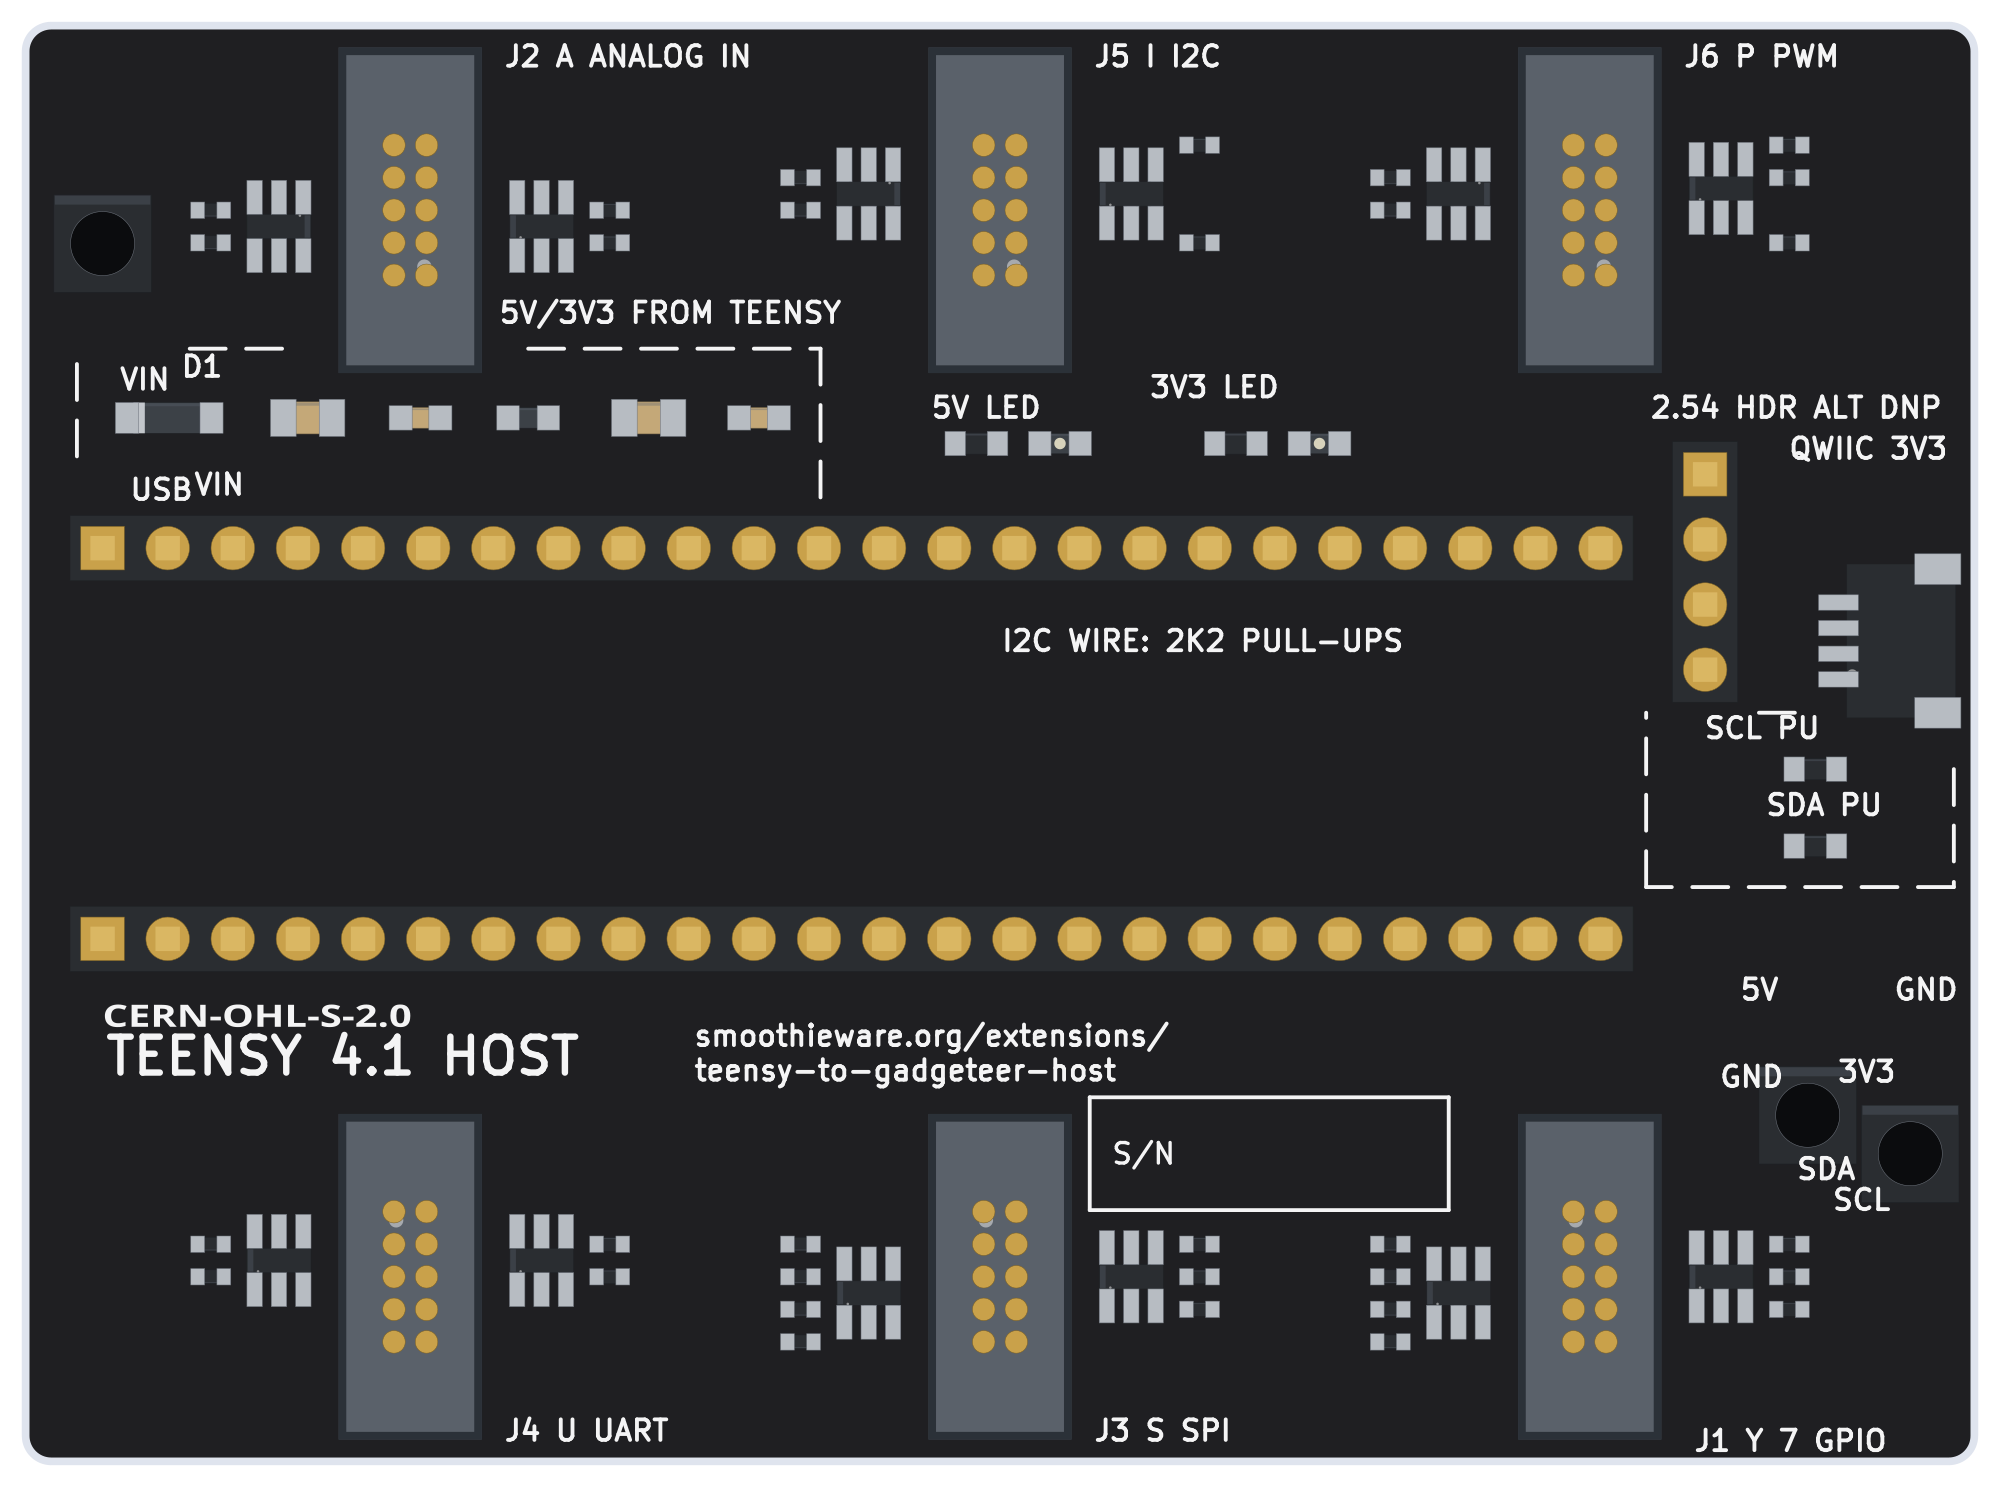 J2 A ANALOG IN
J5 I I2C
J6 P PWM
5V/3V3 FROM TEENSY
VIN
D1
5V LED
3V3 LED
2.54 HDR ALT DNP
QWIIC 3V3
USB
VIN
I2C WIRE: 2K2 PULL-UPS
SCL PU
SDA PU
5V
GND
CERN-OHL-S-2.0
TEENSY 4.1 HOST
smoothieware.org/extensions/
teensy-to-gadgeteer-host
GND
3V3
S/N
SDA
SCL
J4 U UART
J3 S SPI
J1 Y 7 GPIO